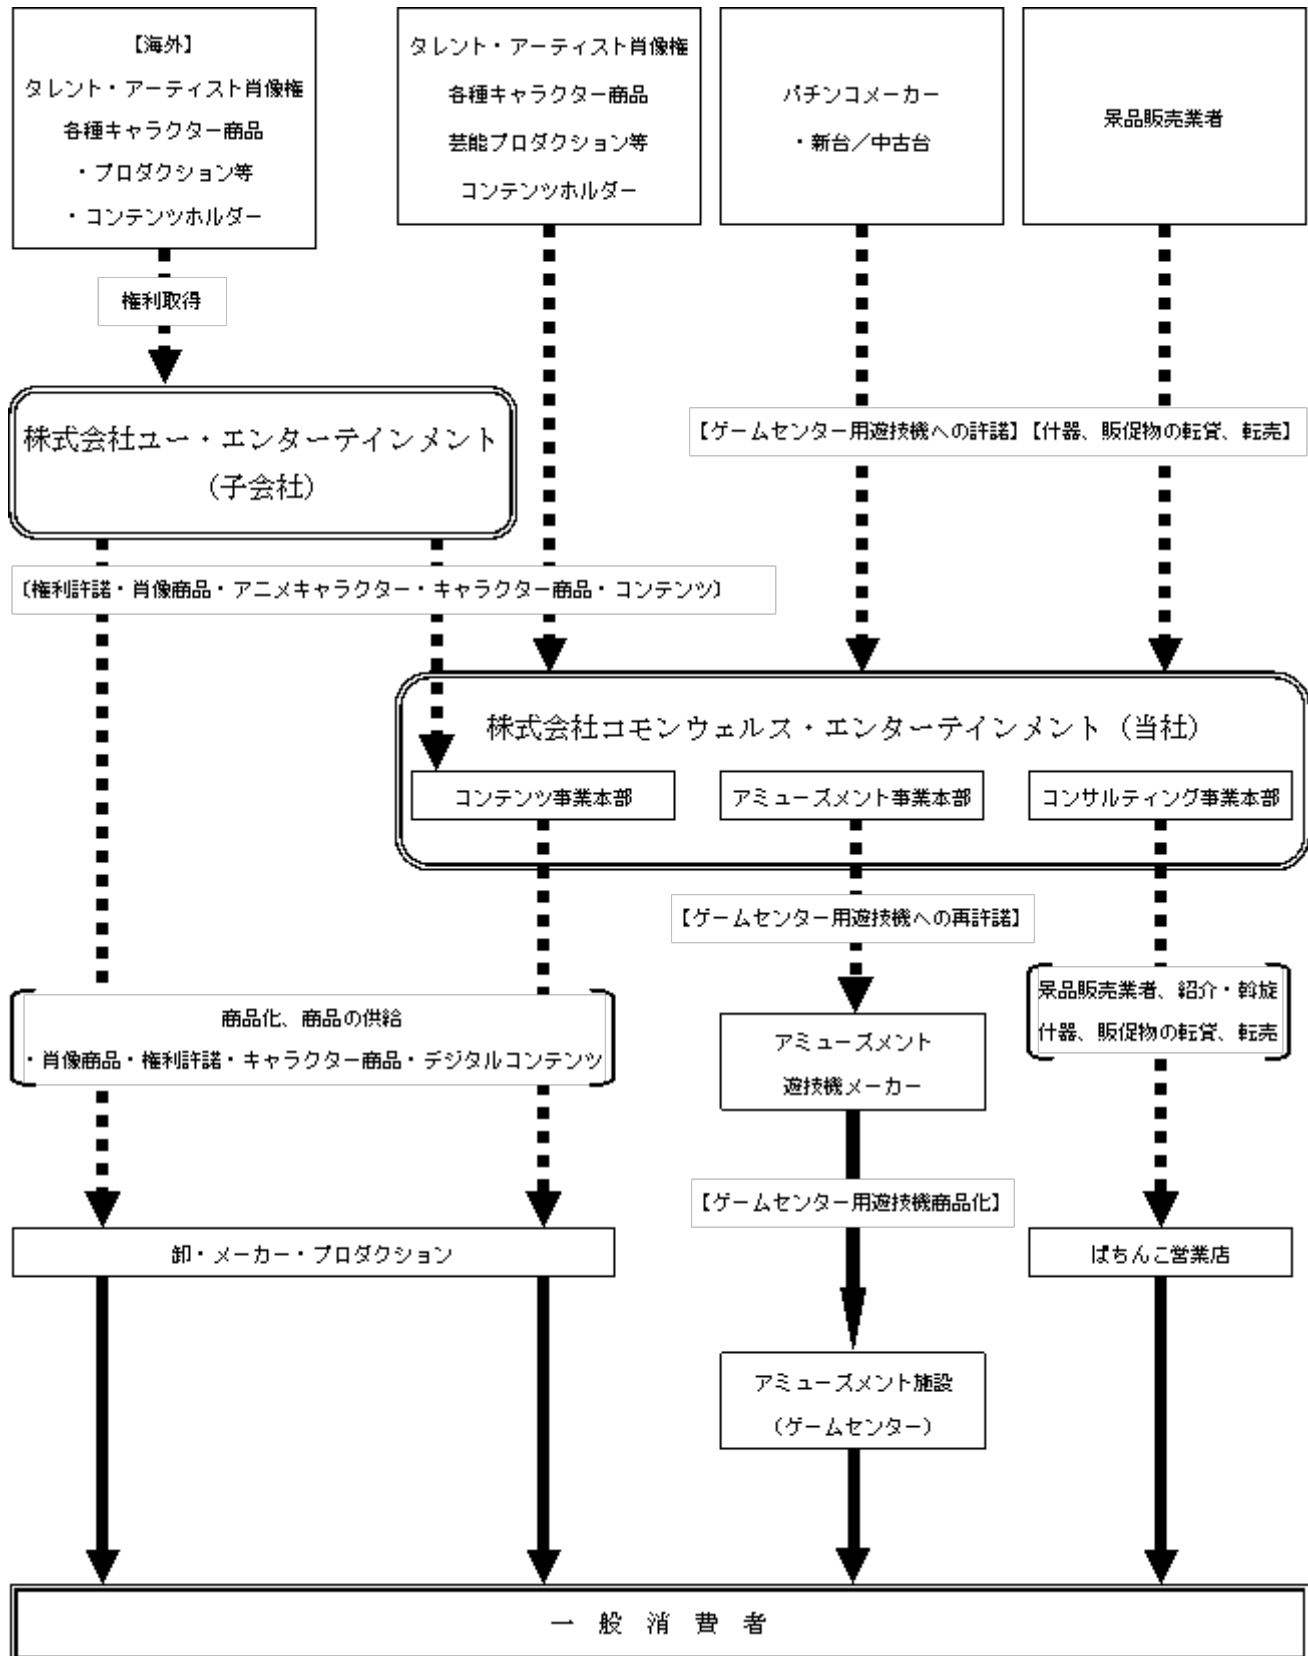 【海外】
タレント・アーティスト肖像権
各種キャラクター商品
・プロダクション等
・コンテンツホルダー
タレント・アーティスト肖像権
各種キャラクター商品
芸能プロダクション等
コンテンツホルダー
パチンコメーカー
・新台／中古台
景品販売業者
権利取得
株式会社ユー・エンターテインメント
（子会社）
【ゲームセンター用遊技機への許諾】【什器、販促物の転貸、転売】
〔権利許諾・肖像商品・アニメキャラクター・キャラクター商品・コンテンツ〕
株式会社コモンウェルス・エンターテインメント（当社）
コンテンツ事業本部
アミューズメント事業本部
コンサルティング事業本部
【ゲームセンター用遊技機への再許諾】
商品化、商品の供給
・肖像商品・権利許諾・キャラクター商品・デジタルコンテンツ
アミューズメント
遊技機メーカー
景品販売業者、紹介・斡旋
什器、販促物の転貸、転売
【ゲームセンター用遊技機商品化】
卸・メーカー・プロダクション
ぱちんこ営業店
アミューズメント施設
（ゲームセンター）
一般消費者